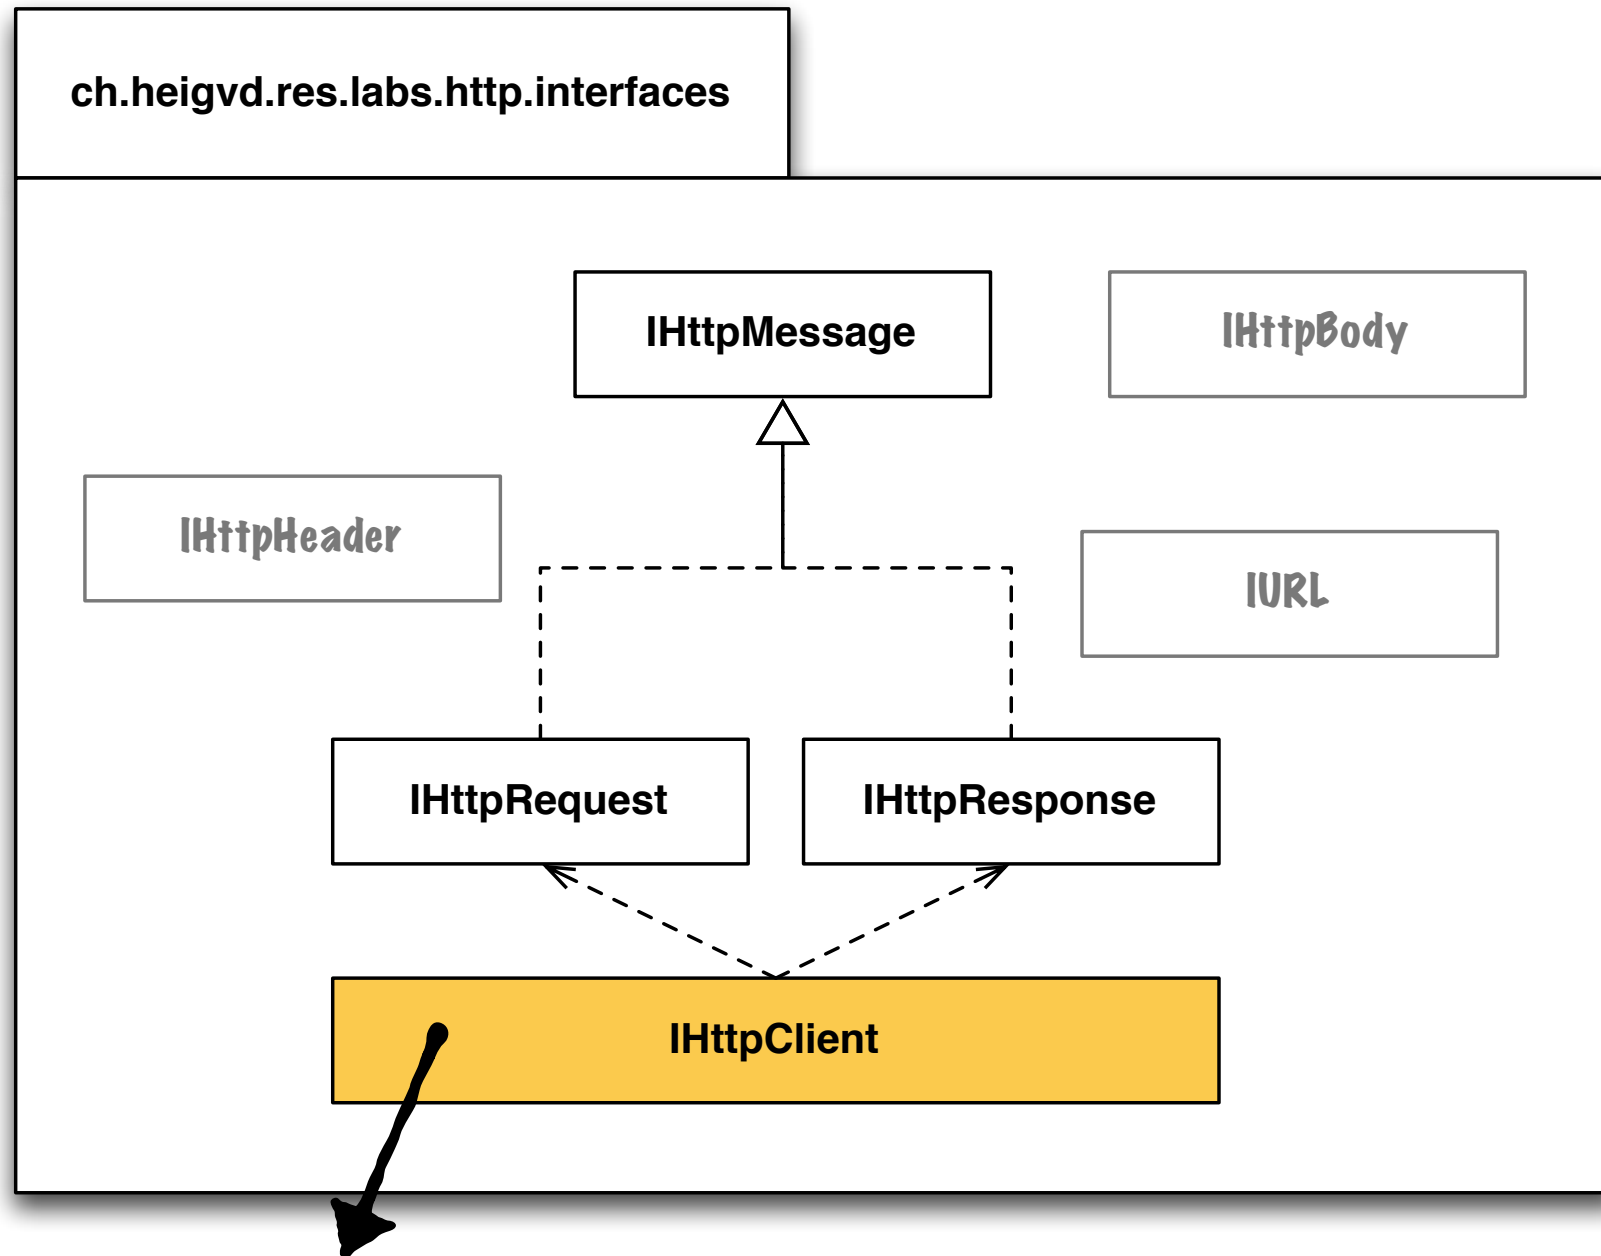 ch.heigvd.res.labs.http.interfaces
IHttpMessage
IHttpBody
IHttpHeader
IURL
IHttpRequest
IHttpResponse
IHttpClient